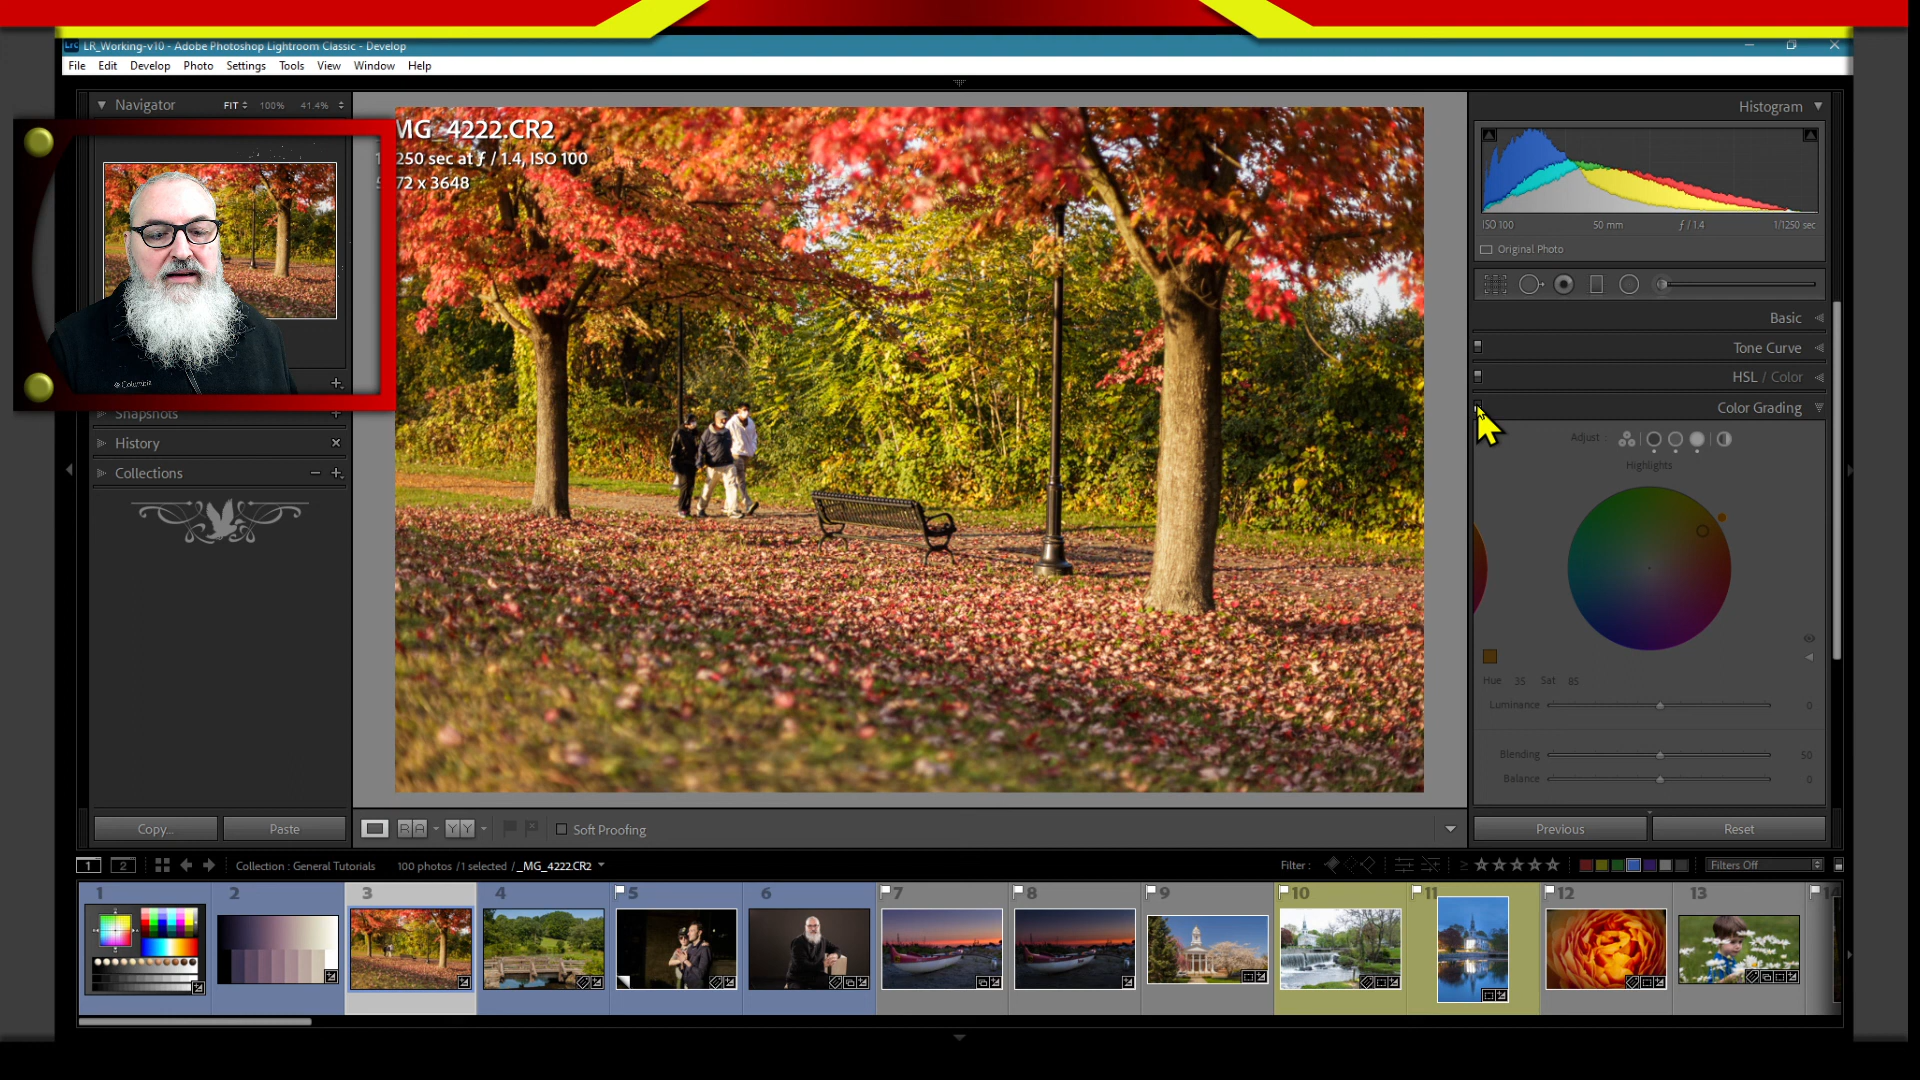 Lrc LR_Working-v10 - Adobe Photoshop Lightroom Classic - Develop
File Edit Develop Photo Settings Tools View Window Help
Navigator FIT 100% 41.4%
MG_4222.CR2
250 sec at ƒ / 1.4, ISO 100
72 x 3648
Columbia
Snapshots
History
Collections
Copy... Paste
Histogram
ISO 100 50 mm ƒ / 1.4 1/1250 sec
Original Photo
Basic
Tone Curve
HSL / Color
Color Grading
Adjust :
Highlights
Hue 35 Sat 85
Luminance 0
Blending 50
Balance 0
R A Y Y Soft Proofing
Previous Reset
1 2 Collection : General Tutorials 100 photos / 1 selected / _MG_4222.CR2 Filter : ≥ Filters Off
1 2 3 4 5 6 7 8 9 10 11 12 13 14